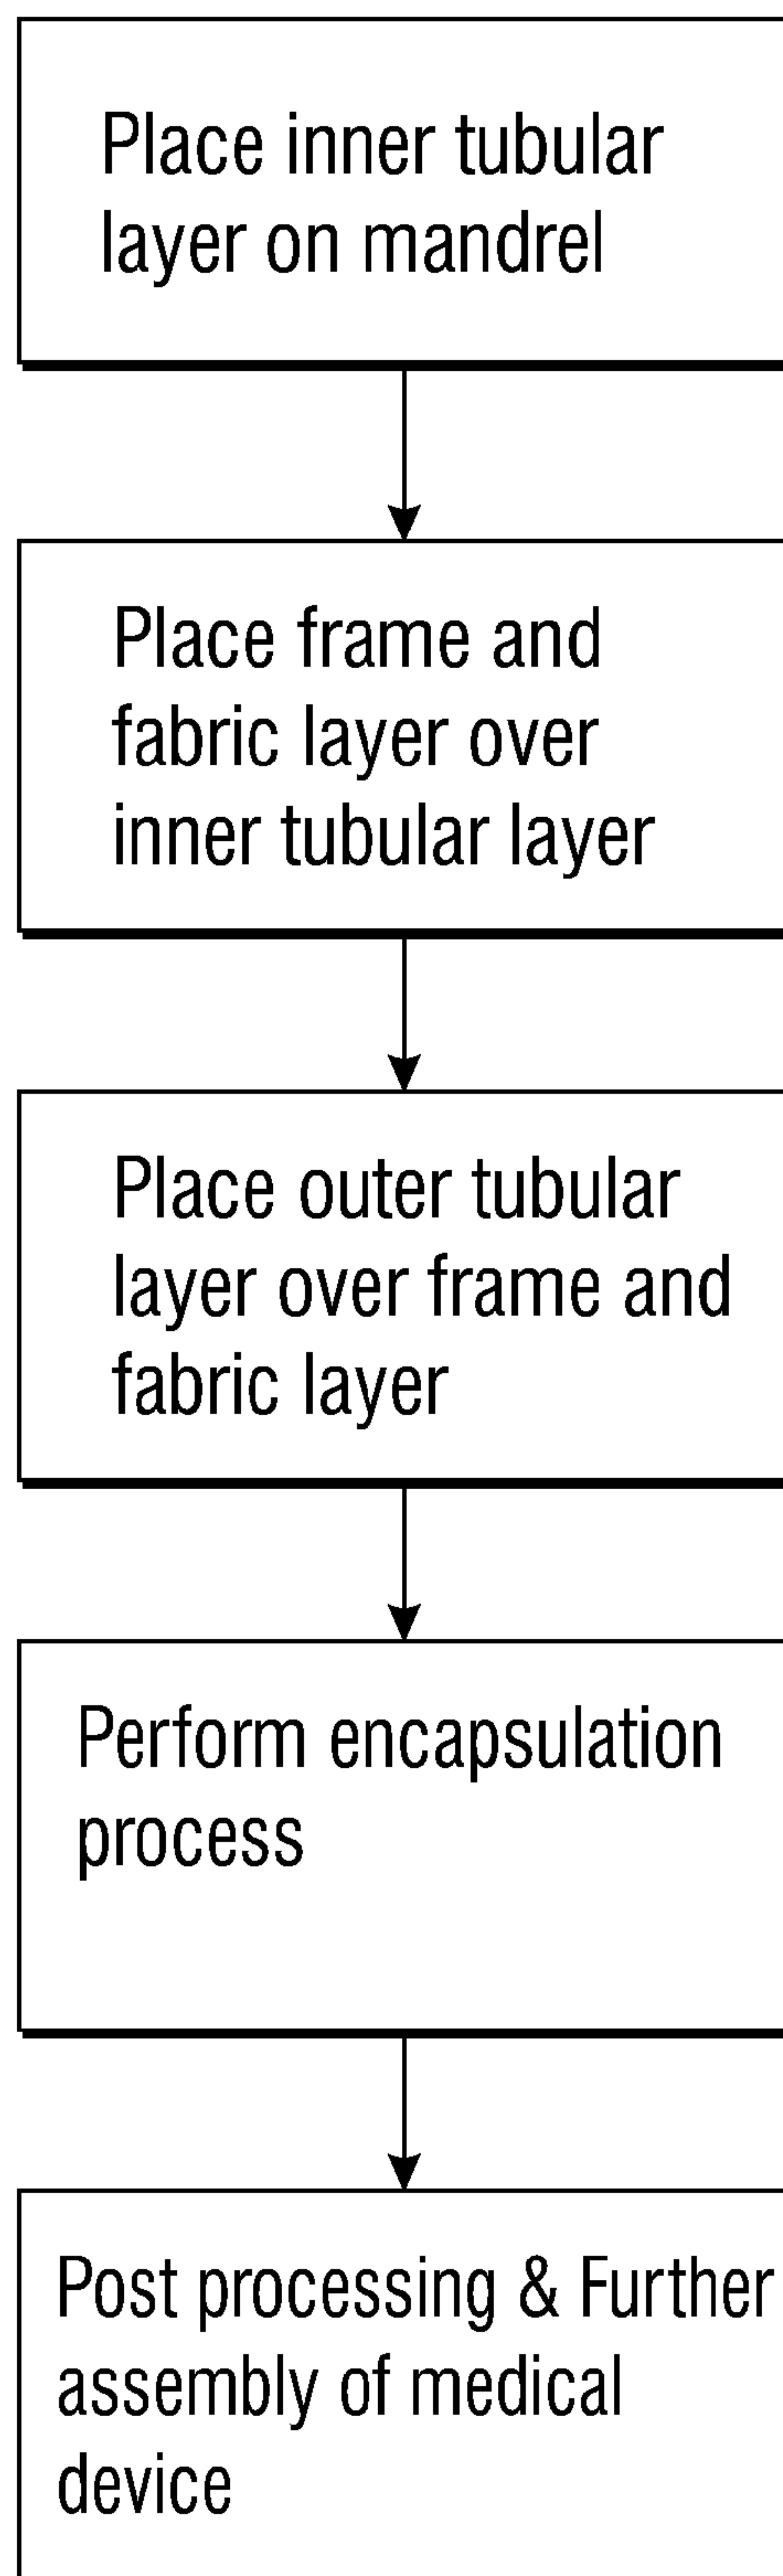 Place inner tubular
layer on mandrel
Place frame and
fabric layer over
inner tubular layer
Place outer tubular
layer over frame and
fabric layer
Perform encapsulation
process
Post processing & Further
assembly of medical
device